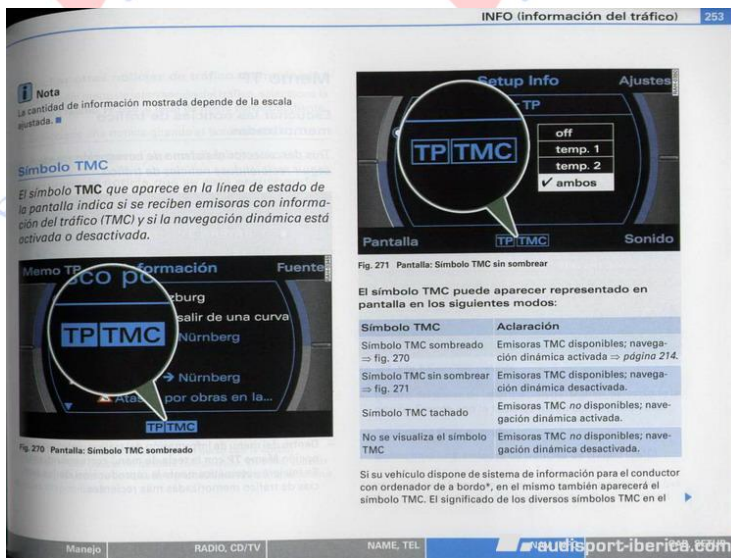 INFO (información del tráfico) 253
Nota
La cantidad de información mostrada depende de la escala
ajustada.
Símbolo TMC
El símbolo TMC que aparece en la línea de estado de
la pantalla indica si se reciben emisoras con informa-
ción del tráfico (TMC) y si la navegación dinámica está
activada o desactivada.
Memo TP formación Fuente
sco po
zburg
salir de una curva
TP TMC
Nürnberg
→ Nürnberg
Atas por obras en la...
TP TMC
Fig. 270 Pantalla: Símbolo TMC sombreado
Setup Info Ajustes
TP
off
temp. 1
temp. 2
✓ ambos
TP TMC
Pantalla TP TMC Sonido
Fig. 271 Pantalla: Símbolo TMC sin sombrear
El símbolo TMC puede aparecer representado en
pantalla en los siguientes modos:
Símbolo TMC Aclaración
Símbolo TMC sombreado Emisoras TMC disponibles; navega-
⇒ fig. 270 ción dinámica activada ⇒ página 214.
Símbolo TMC sin sombrear Emisoras TMC disponibles; navega-
⇒ fig. 271 ción dinámica desactivada.
Símbolo TMC tachado Emisoras TMC no disponibles; nave-
gación dinámica activada.
No se visualiza el símbolo Emisoras TMC no disponibles; nave-
TMC gación dinámica desactivada.
Si su vehículo dispone de sistema de información para el conductor
con ordenador de a bordo*, en el mismo también aparecerá el
símbolo TMC. El significado de los diversos símbolos TMC en el
Manejo RADIO, CD/TV NAME, TEL
audisport-iberica.com